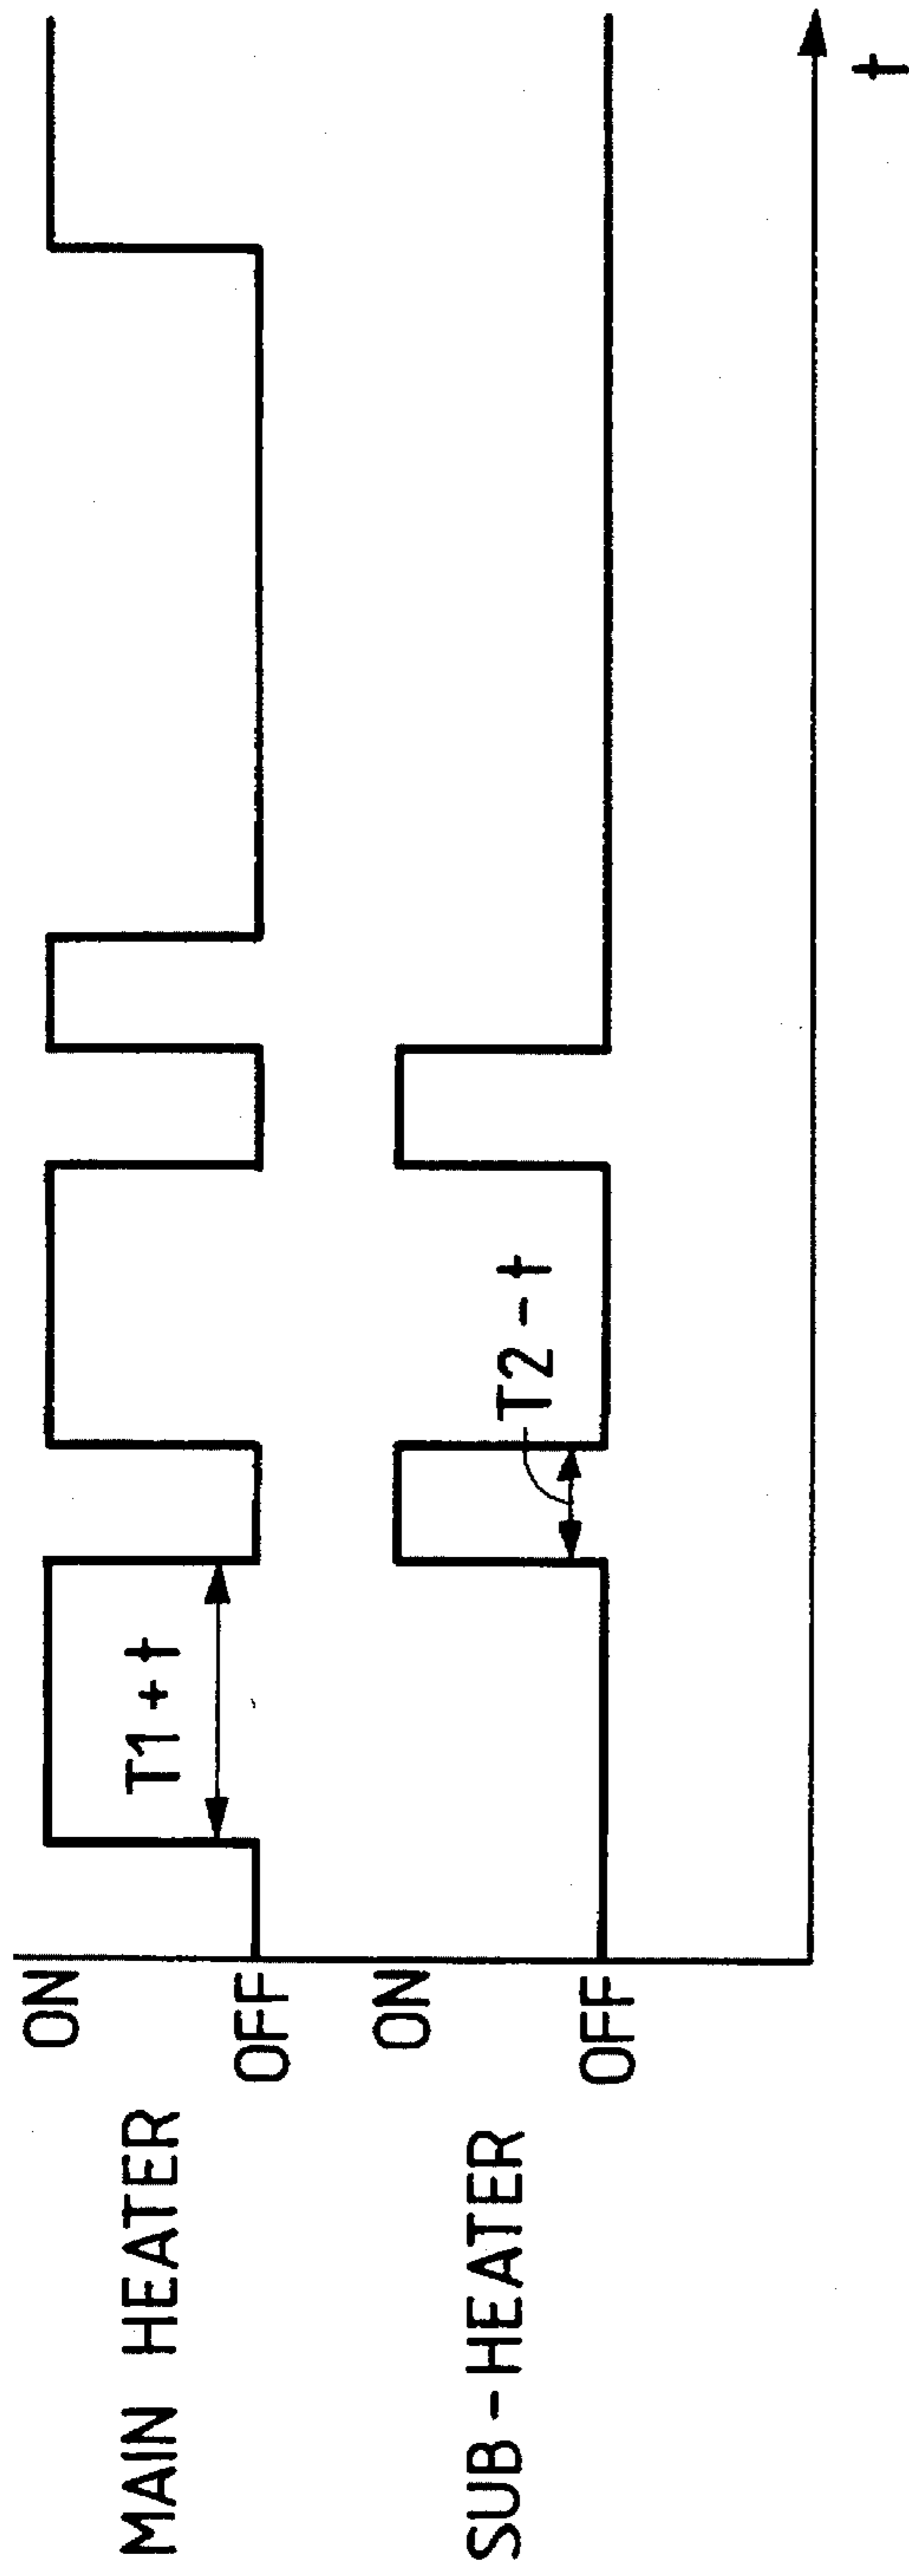 MAIN HEATER
ON
OFF
T1+t
SUB-HEATER
ON
OFF
T2-t
t